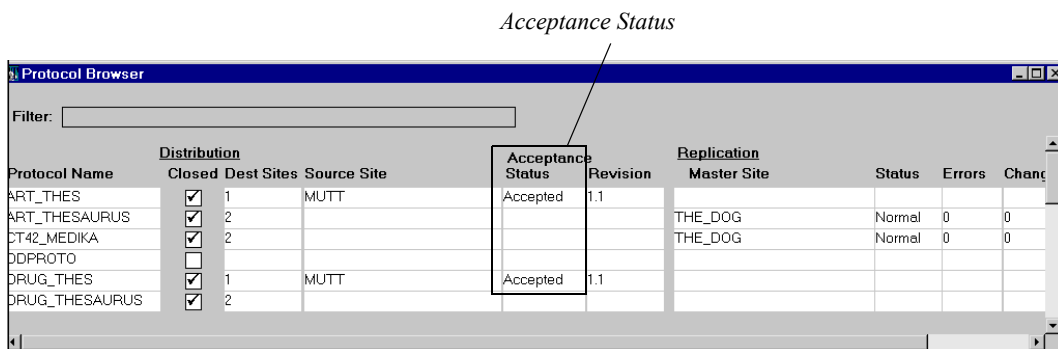 Acceptance Status
Protocol Browser
Filter:
Distribution Acceptance Replication
Protocol Name Closed Dest Sites Source Site Status Revision Master Site Status Errors Chang
ART_THES 1 MUTT Accepted 1.1
ART_THESAURUS 2 THE_DOG Normal 0 0
CT42_MEDIKA 2 THE_DOG Normal 0 0
DDPROTO
DRUG_THES 1 MUTT Accepted 1.1
DRUG_THESAURUS 2